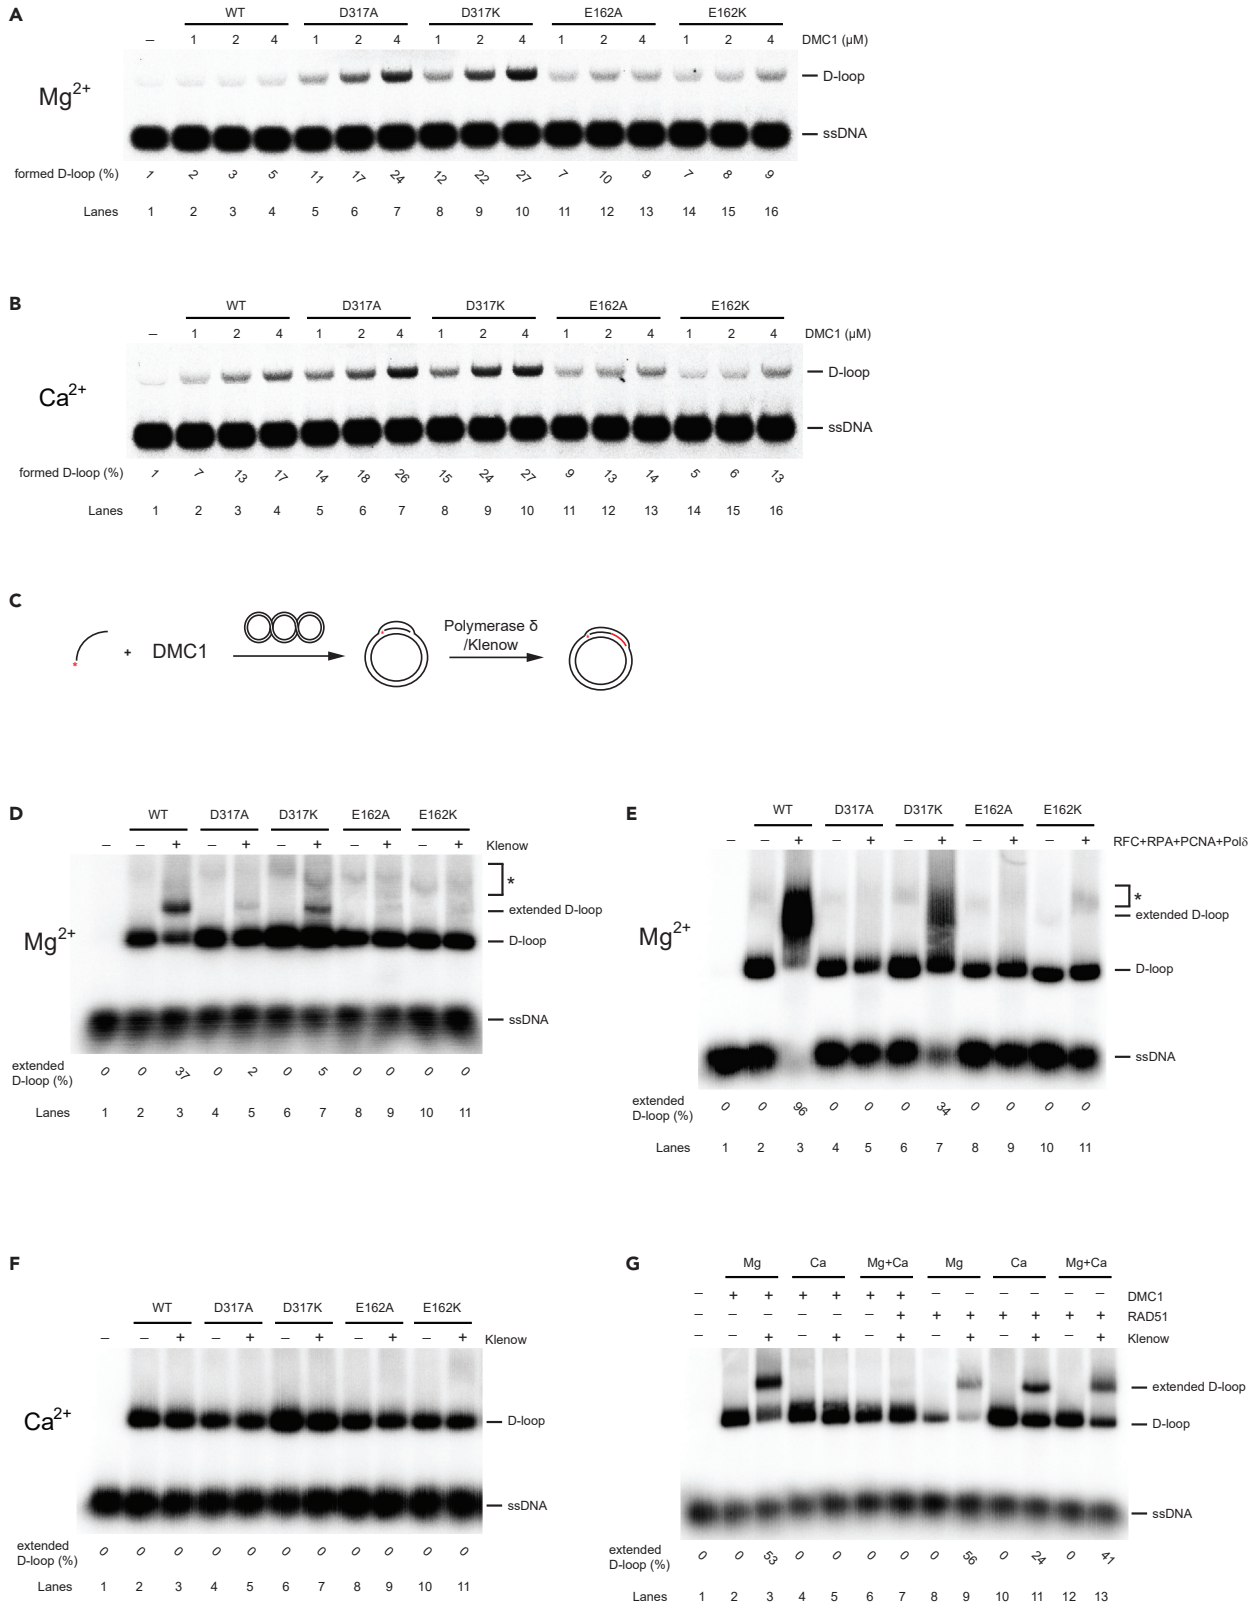 A
WT D317A D317K E162A E162K
– 1 2 4 1 2 4 1 2 4 1 2 4 1 2 4 DMC1 (μM)
D-loop
Mg2+
ssDNA
formed D-loop (%) 1 2 3 5 11 17 24 12 22 27 7 10 9 7 8 9
Lanes 1 2 3 4 5 6 7 8 9 10 11 12 13 14 15 16
B
WT D317A D317K E162A E162K
– 1 2 4 1 2 4 1 2 4 1 2 4 1 2 4 DMC1 (μM)
D-loop
Ca2+
ssDNA
formed D-loop (%) 1 7 13 17 14 18 26 15 24 27 9 13 14 5 6 13
Lanes 1 2 3 4 5 6 7 8 9 10 11 12 13 14 15 16
C
* + DMC1
Polymerase δ
/Klenow
D
WT D317A D317K E162A E162K
– – + – + – + – + – + Klenow
*
extended D-loop
D-loop
Mg2+
ssDNA
extended
D-loop (%) 0 0 37 0 2 0 5 0 0 0 0
Lanes 1 2 3 4 5 6 7 8 9 10 11
E
WT D317A D317K E162A E162K
– – + – + – + – + – + RFC+RPA+PCNA+Polδ
*
extended D-loop
Mg2+
D-loop
ssDNA
extended
D-loop (%) 0 0 96 0 0 0 34 0 0 0 0
Lanes 1 2 3 4 5 6 7 8 9 10 11
F
WT D317A D317K E162A E162K
– – + – + – + – + – + Klenow
Ca2+
D-loop
ssDNA
extended
D-loop (%) 0 0 0 0 0 0 0 0 0 0 0
Lanes 1 2 3 4 5 6 7 8 9 10 11
G
Mg Ca Mg+Ca Mg Ca Mg+Ca
– + + + + + + – – – – – – DMC1
– – – – – – + + + + + + + RAD51
– – + – + – + – + – + – + Klenow
extended D-loop
D-loop
ssDNA
extended
D-loop (%) 0 0 53 0 0 0 0 0 56 0 24 0 41
Lanes 1 2 3 4 5 6 7 8 9 10 11 12 13